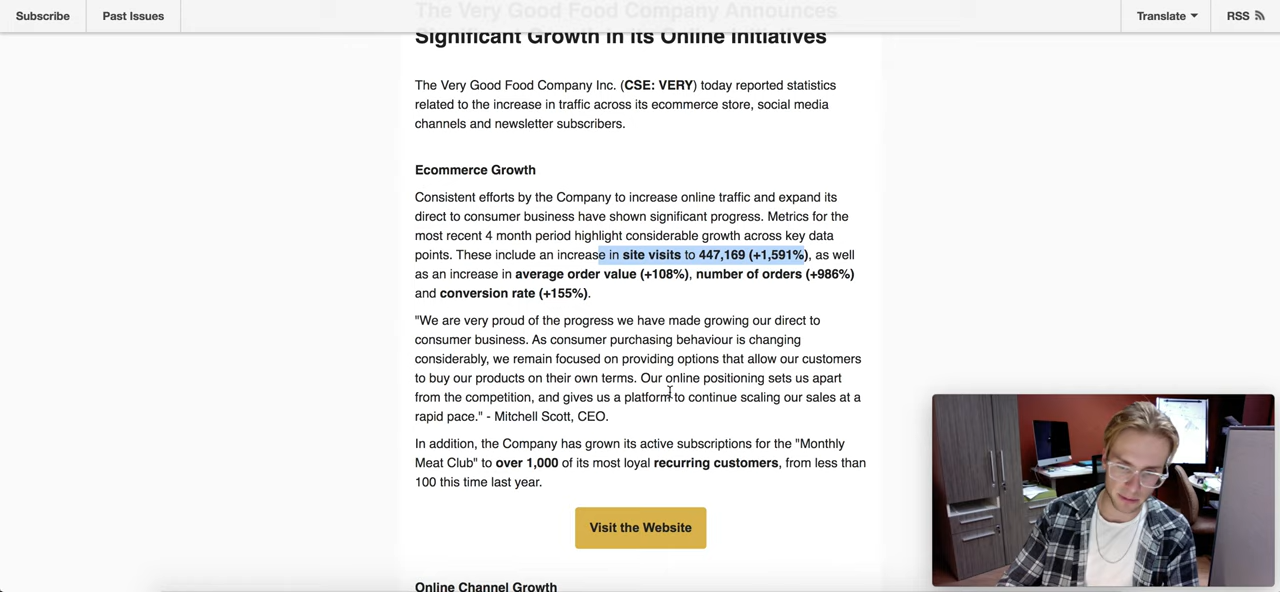 Subscribe
Past Issues
Translate
RSS
The Very Good Food Company Announces
Significant Growth in its Online Initiatives
The Very Good Food Company Inc. (CSE: VERY) today reported statistics
related to the increase in traffic across its ecommerce store, social media
channels and newsletter subscribers.
Ecommerce Growth
Consistent efforts by the Company to increase online traffic and expand its
direct to consumer business have shown significant progress. Metrics for the
most recent 4 month period highlight considerable growth across key data
points. These include an increase in site visits to 447,169 (+1,591%), as well
as an increase in average order value (+108%), number of orders (+986%)
and conversion rate (+155%).
"We are very proud of the progress we have made growing our direct to
consumer business. As consumer purchasing behaviour is changing
considerably, we remain focused on providing options that allow our customers
to buy our products on their own terms. Our online positioning sets us apart
from the competition, and gives us a platform to continue scaling our sales at a
rapid pace." - Mitchell Scott, CEO.
In addition, the Company has grown its active subscriptions for the "Monthly
Meat Club" to over 1,000 of its most loyal recurring customers, from less than
100 this time last year.
Visit the Website
Online Channel Growth